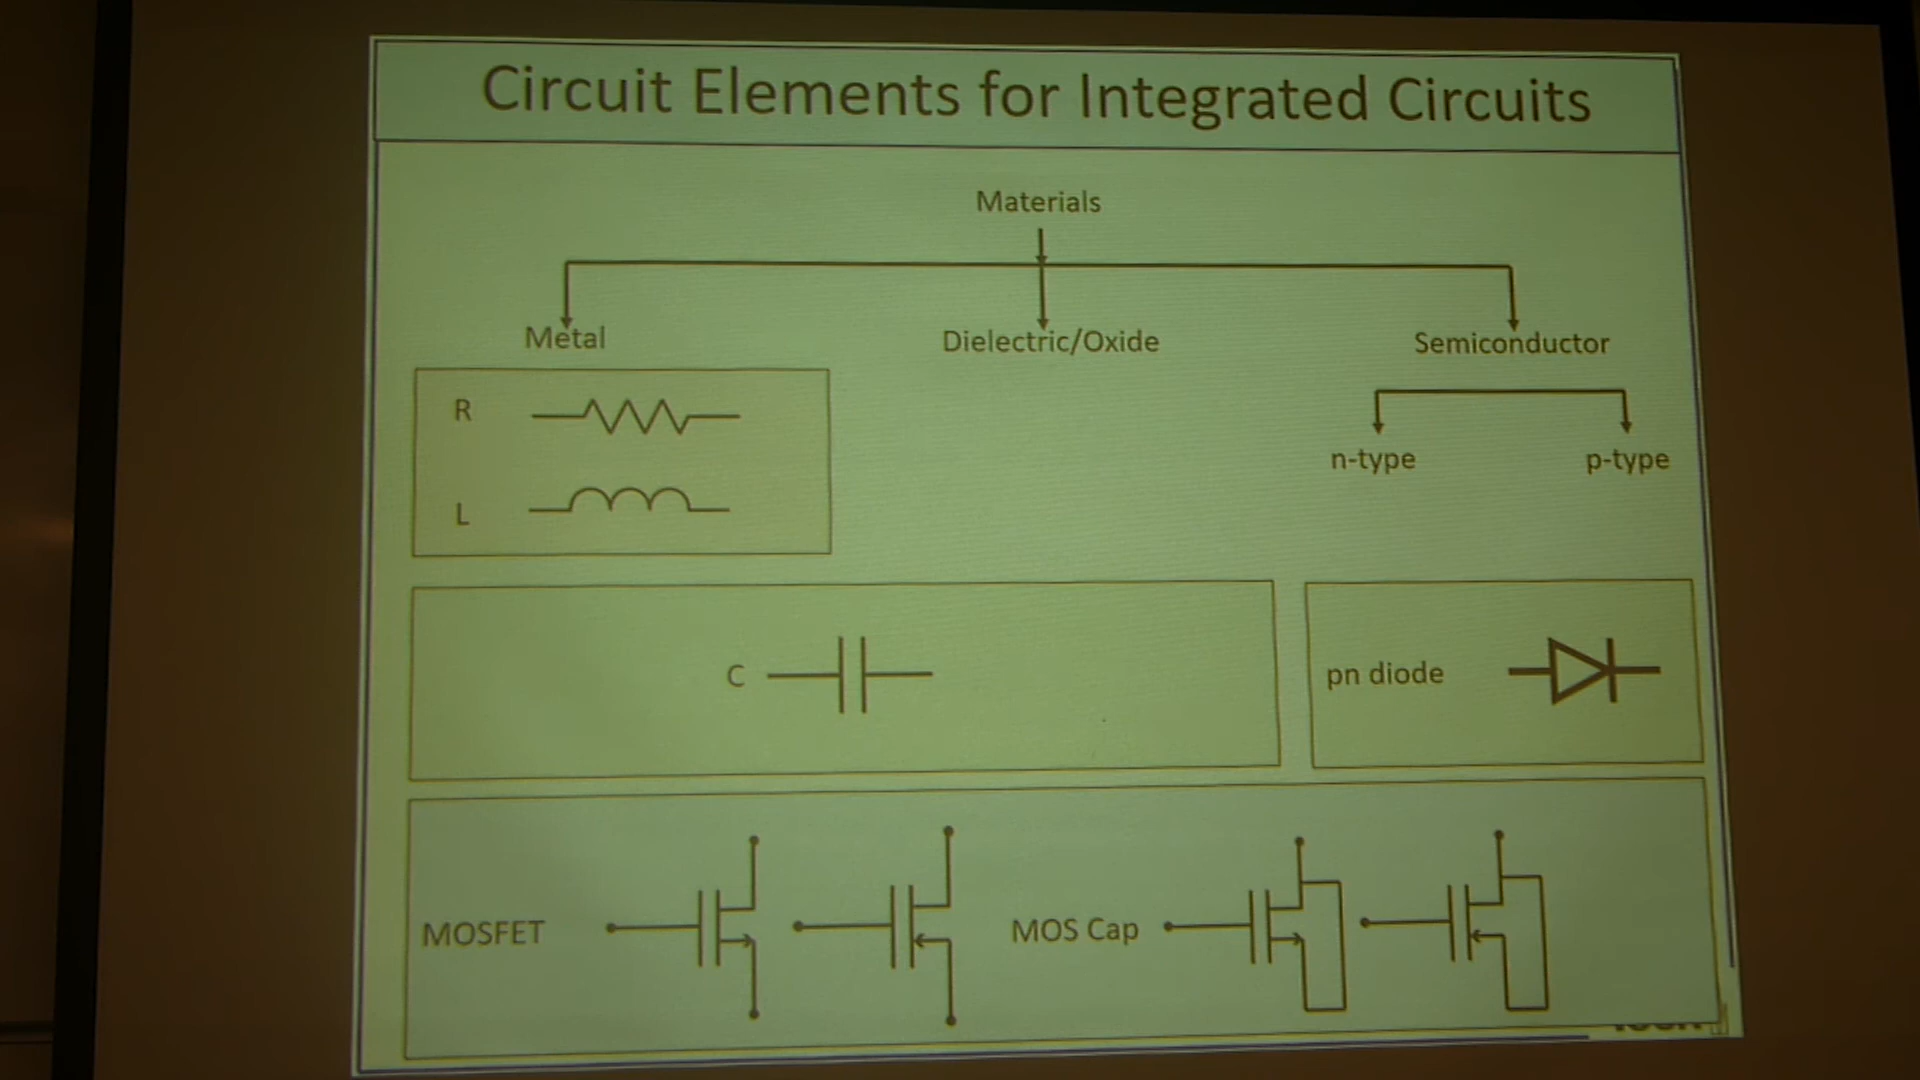 Circuit Elements for Integrated Circuits
Materials
Metal
Dielectric/Oxide
Semiconductor
R
n-type
p-type
L
C
pn diode
MOSFET
MOS Cap